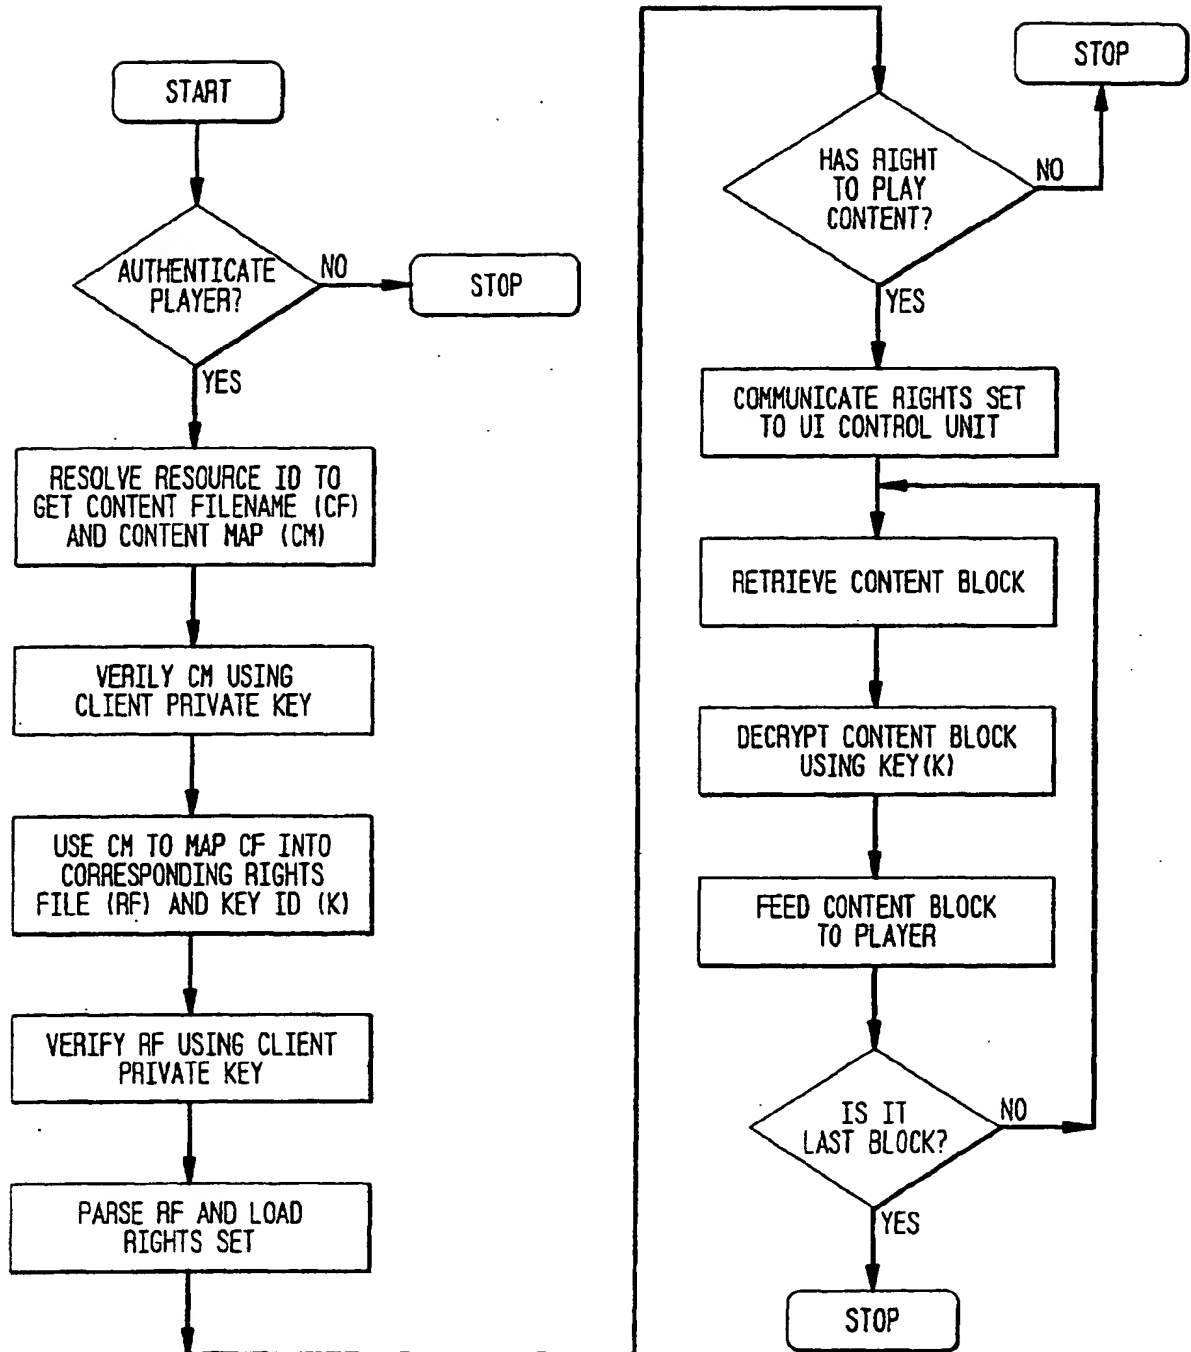 START
AUTHENTICATE
PLAYER?
NO
STOP
YES
RESOLVE RESOURCE ID TO
GET CONTENT FILENAME (CF)
AND CONTENT MAP (CM)
VERILY CM USING
CLIENT PRIVATE KEY
USE CM TO MAP CF INTO
CORRESPONDING RIGHTS
FILE (RF) AND KEY ID (K)
VERIFY RF USING CLIENT
PRIVATE KEY
PARSE RF AND LOAD
RIGHTS SET
STOP
HAS RIGHT
TO PLAY
CONTENT?
NO
YES
COMMUNICATE RIGHTS SET
TO UI CONTROL UNIT
RETRIEVE CONTENT BLOCK
DECRYPT CONTENT BLOCK
USING KEY(K)
FEED CONTENT BLOCK
TO PLAYER
IS IT
LAST BLOCK?
NO
YES
STOP